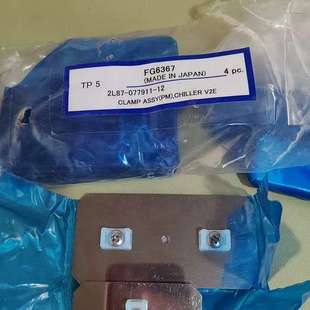 FG6367
TP 5 (MADE IN JAPAN) 4 pc.
2L87-077911-12
CLAMP ASSY(PM),CHILLER V2E